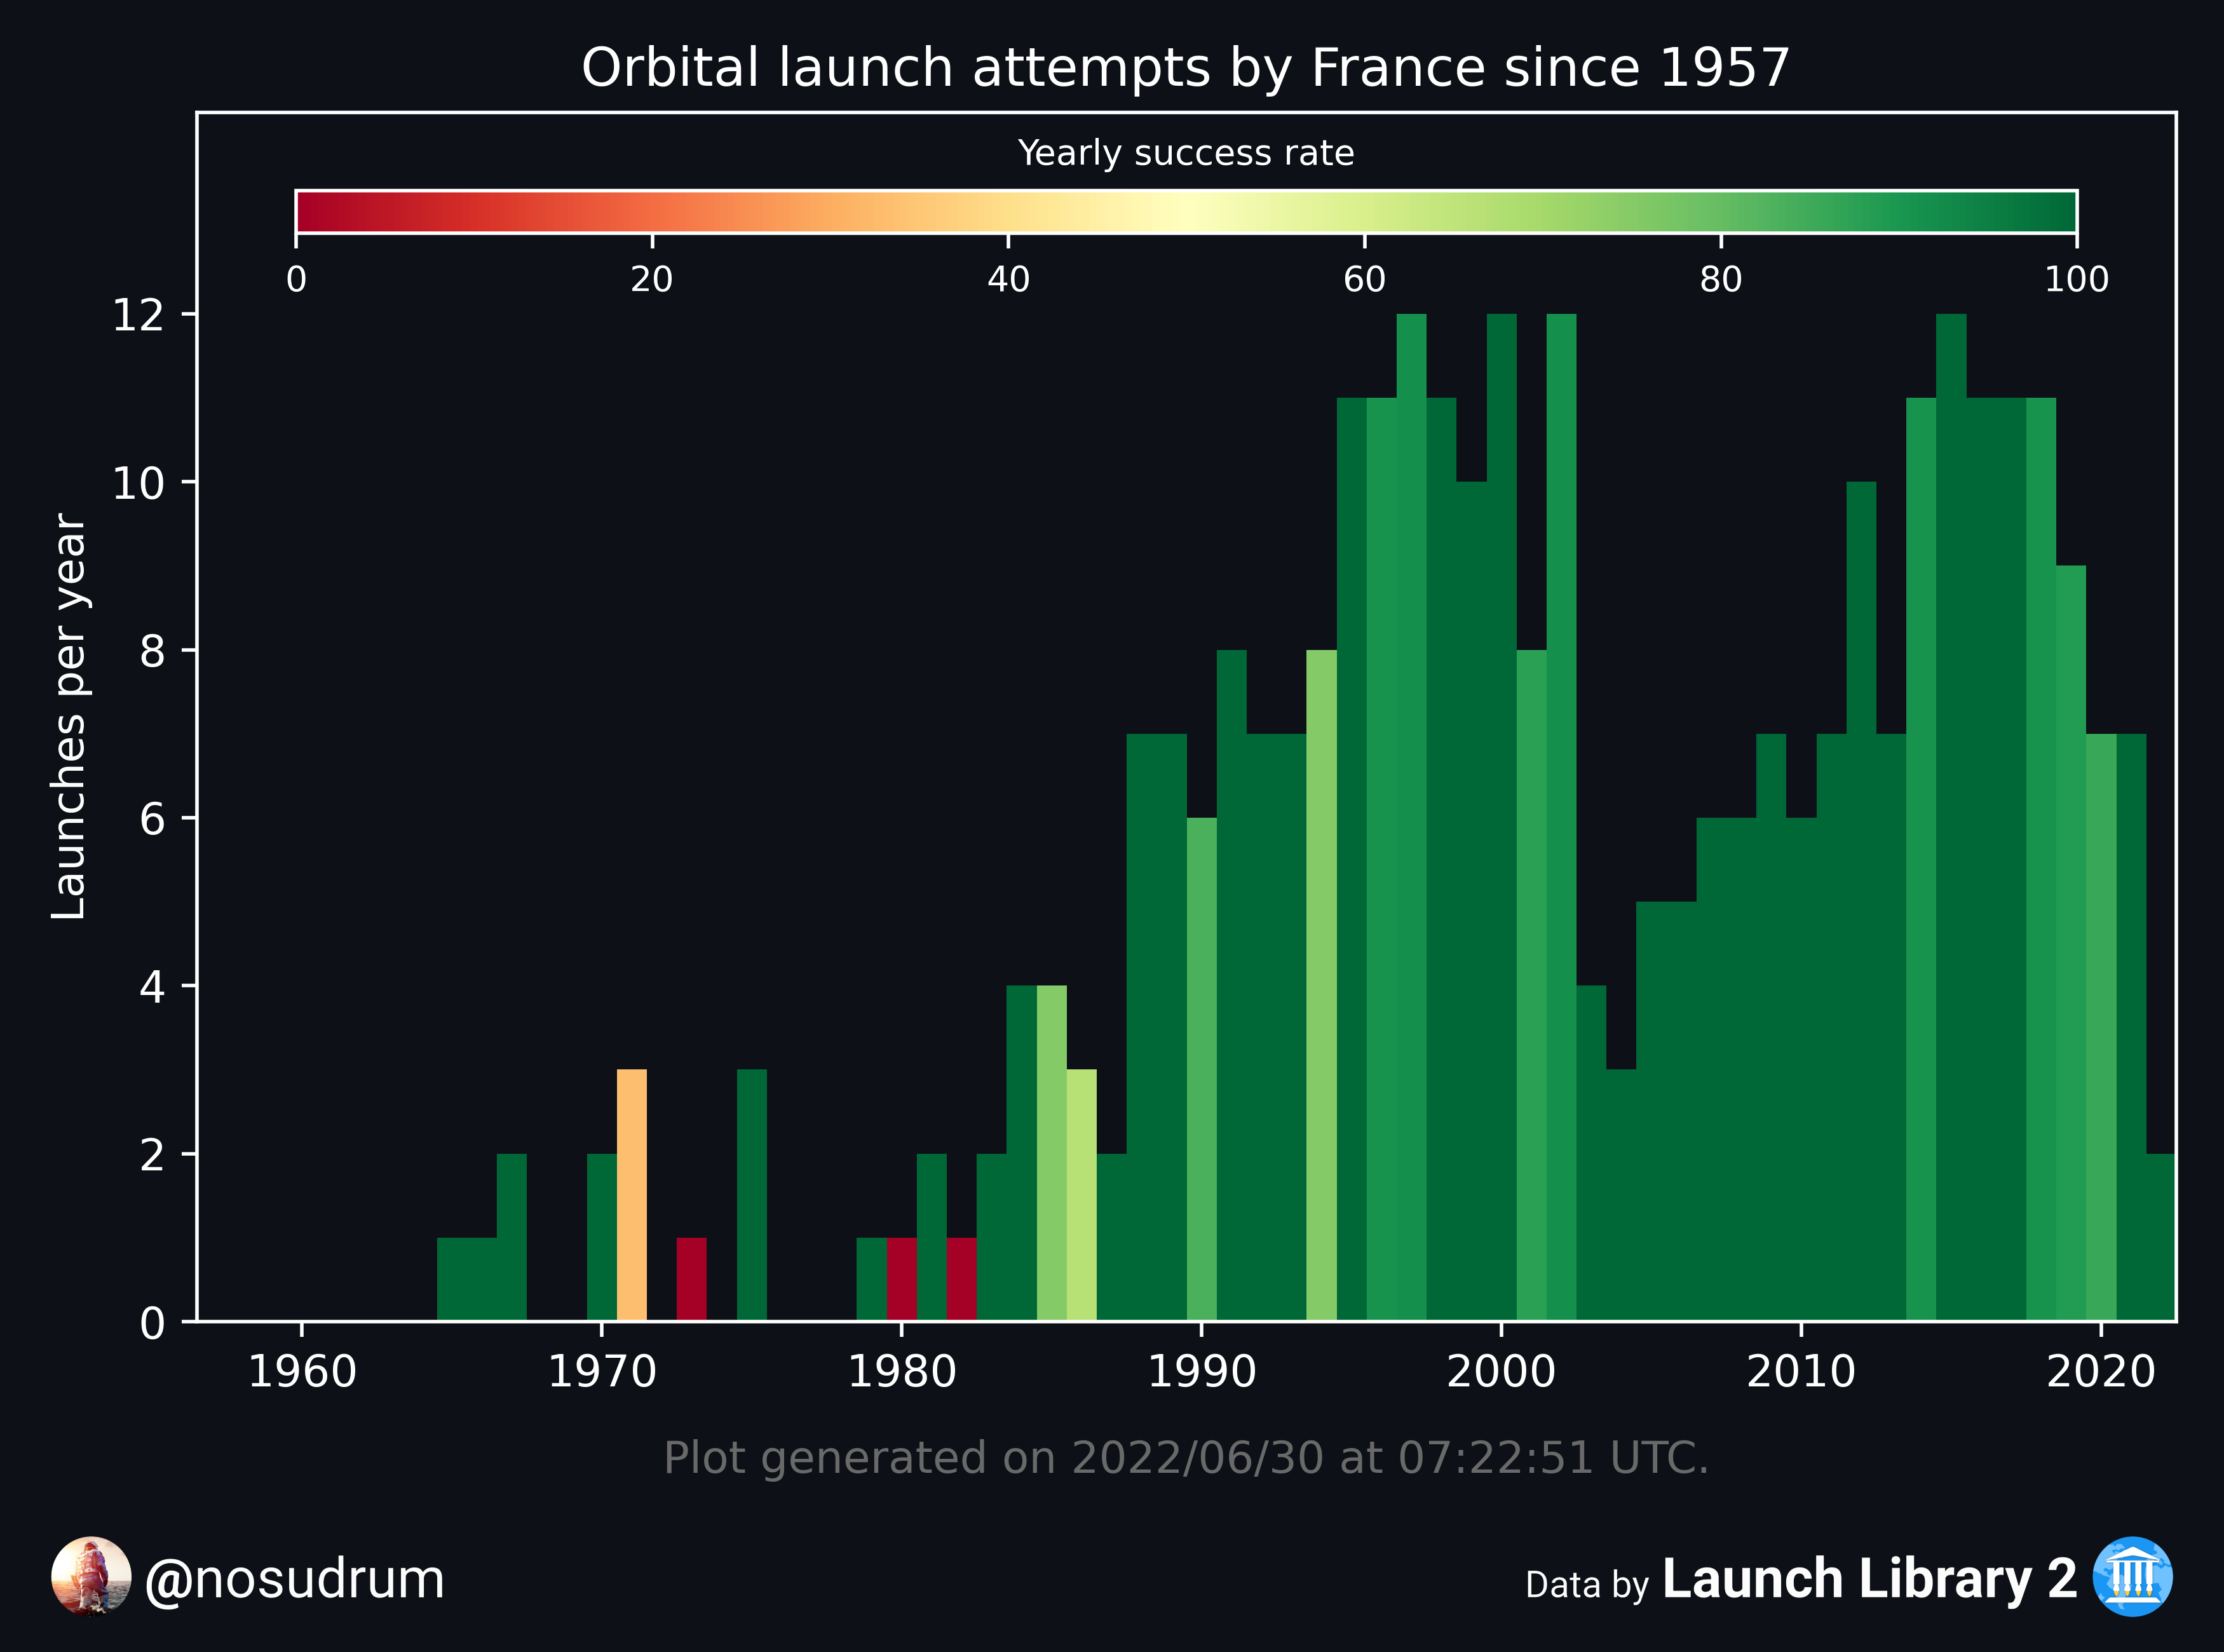 Orbital launch attempts by France since 1957
Yearly success rate
0 20 40 60 80 100
Launches per year
12
10
8
6
4
2
0
1960 1970 1980 1990 2000 2010 2020
Plot generated on 2022/06/30 at 07:22:51 UTC.
@nosudrum
Data by Launch Library 2